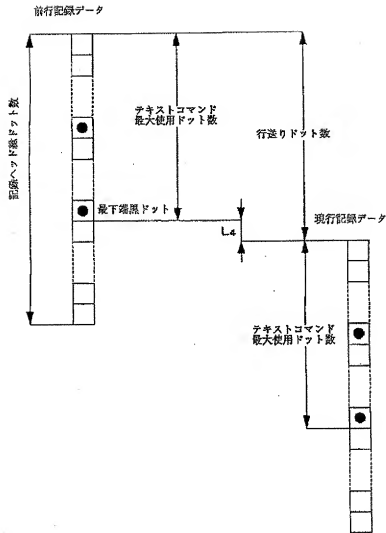 前行記録データ
記録ヘッド総ドット数
テキストコマンド
最大使用ドット数
行送りドット数
最下端黒ドット
L4
現行記録データ
テキストコマンド
最大使用ドット数